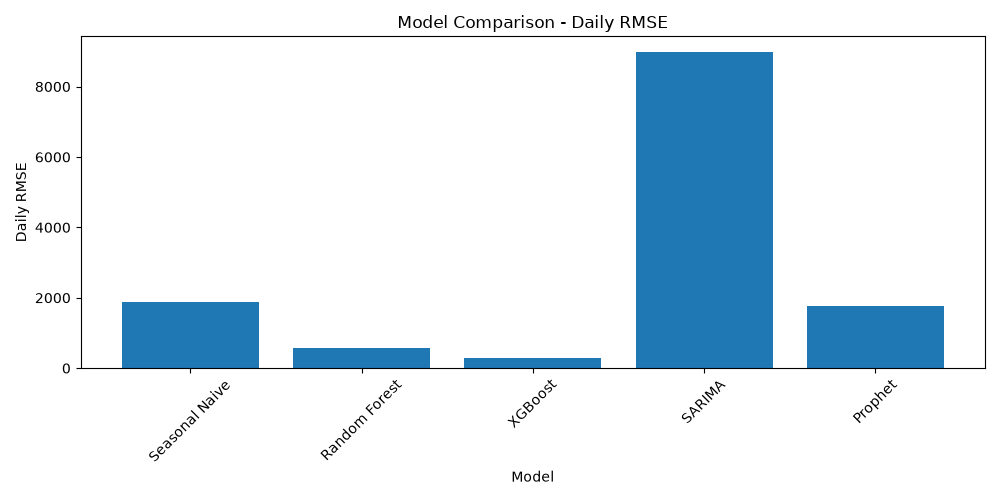 Model Comparison - Daily RMSE
Daily RMSE
8000
6000
4000
2000
0
Seasonal Naive
Random Forest
XGBoost
SARIMA
Prophet
Model